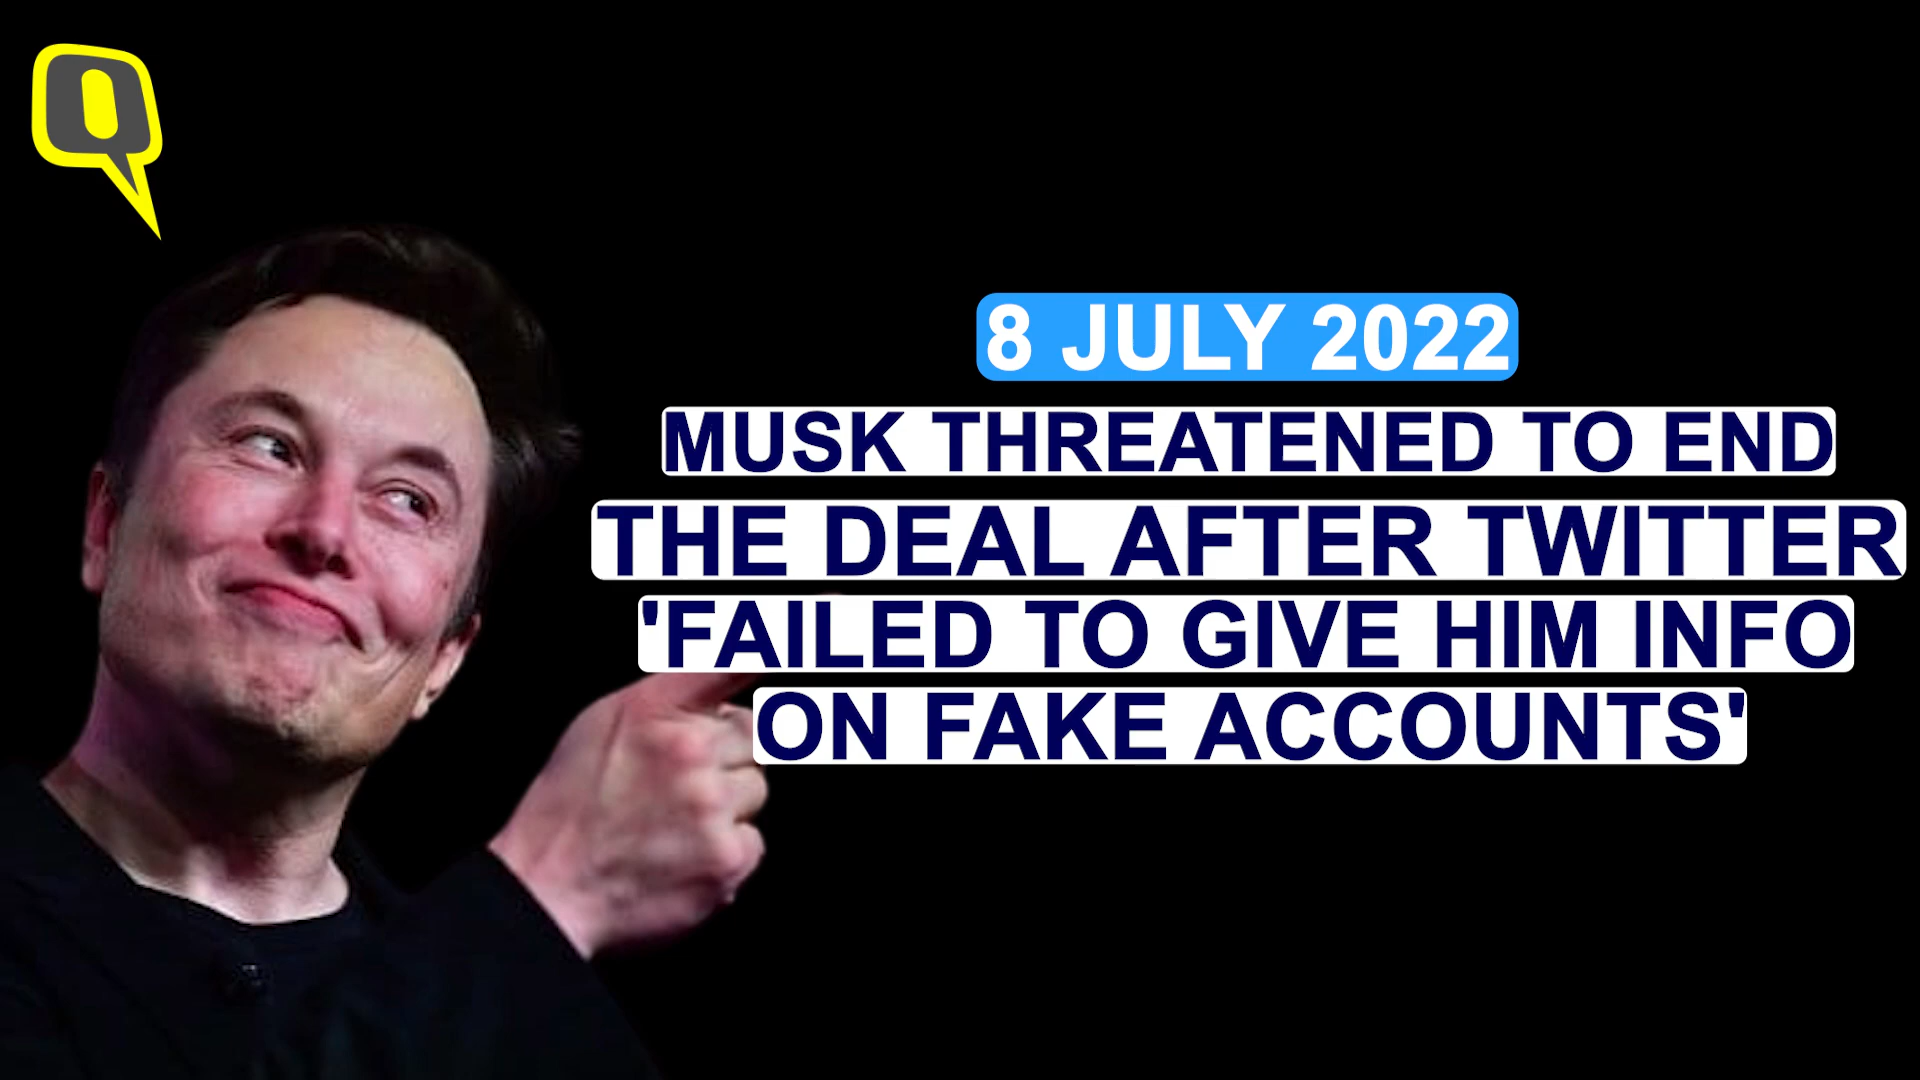 8 JULY 2022
MUSK THREATENED TO END
THE DEAL AFTER TWITTER
'FAILED TO GIVE HIM INFO
ON FAKE ACCOUNTS'